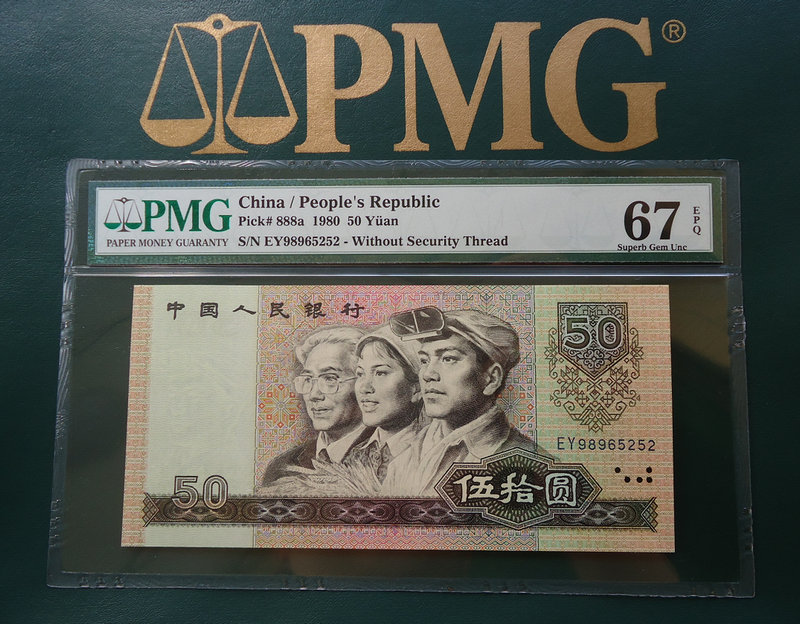 PMG®
PMG
PAPER MONEY GUARANTY
China / People's Republic
Pick# 888a 1980 50 Yüan
S/N EY98965252 - Without Security Thread
67
EPQ
Superb Gem Unc
中国人民银行
50
EY98965252
50
伍拾圆